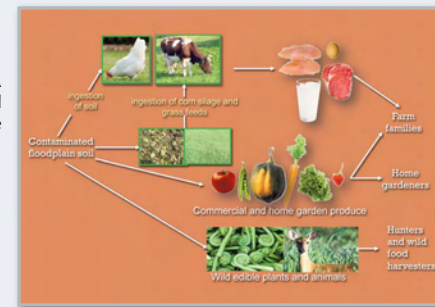 ingestion
of soil
ingestion of corn silage and
grass feeds
Contaminated
floodplain soil
Farm
families
Home
gardeners
Commercial and home garden produce
Hunters
and wild
food
harvesters
Wild edible plants and animals